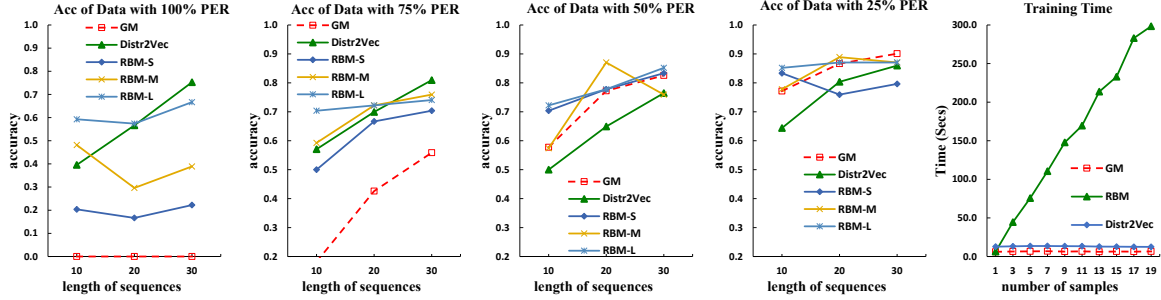 Acc of Data with 100% PER
1.0
0.9
0.8
0.7
0.6
0.5
0.4
0.3
0.2
0.1
0.0
accuracy
GM
Distr2Vec
RBM-S
RBM-M
RBM-L
10 20 30
length of sequences
Acc of Data with 75% PER
1.0
0.9
0.8
0.7
0.6
0.5
0.4
0.3
0.2
accuracy
GM
Distr2Vec
RBM-S
RBM-M
RBM-L
10 20 30
length of sequences
Acc of Data with 50% PER
1.0
0.9
0.8
0.7
0.6
0.5
0.4
0.3
0.2
accuracy
GM
Distr2Vec
RBM-S
RBM-M
RBM-L
10 20 30
length of sequences
Acc of Data with 25% PER
1.0
0.9
0.8
0.7
0.6
0.5
0.4
0.3
0.2
accuracy
GM
Distr2Vec
RBM-S
RBM-M
RBM-L
10 20 30
length of sequences
Training Time
300.0
250.0
200.0
150.0
100.0
50.0
0.0
Time (Secs)
GM
RBM
Distr2Vec
1 3 5 7 9 11 13 15 17 19
number of samples